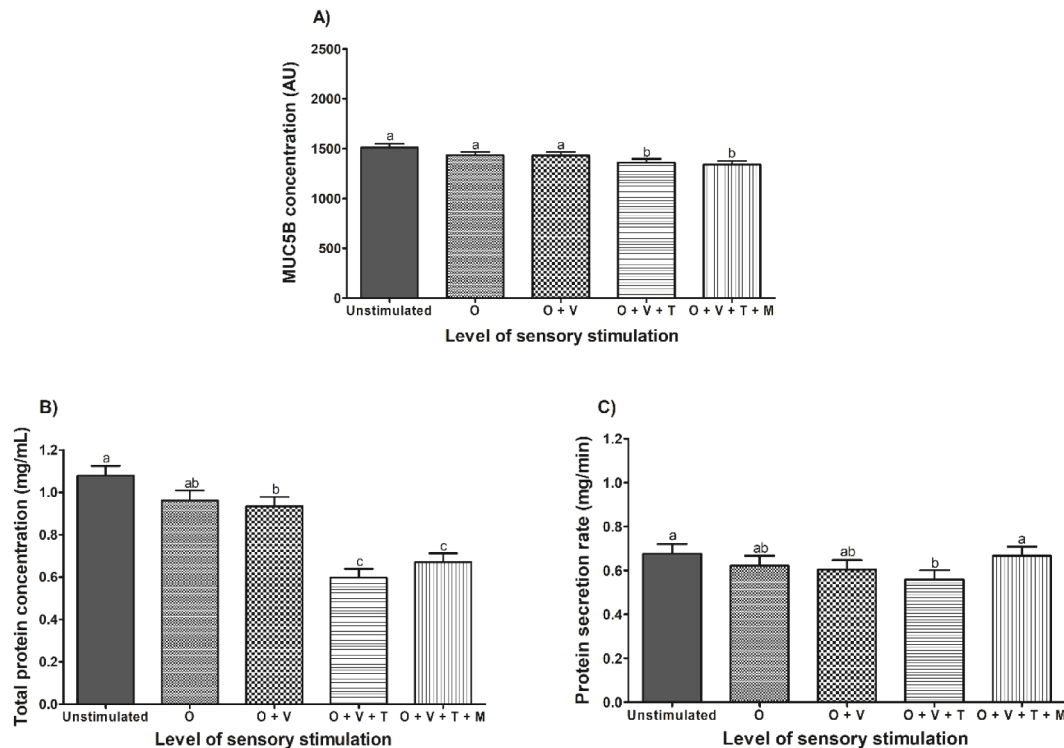 A)
MUC5B concentration (AU)
2500
2000
1500
1000
500
0
a
a
a
b
b
Unstimulated O O + V O + V + T O + V + T + M
Level of sensory stimulation
B)
Total protein concentration (mg/mL)
1.2
1.0
0.8
0.6
0.4
0.2
0.0
a
ab
b
c
c
Unstimulated O O + V O + V + T O + V + T + M
Level of sensory stimulation
C)
Protein secretion rate (mg/min)
1.2
1.0
0.8
0.6
0.4
0.2
0.0
a
ab
ab
b
a
Unstimulated O O + V O + V + T O + V + T + M
Level of sensory stimulation